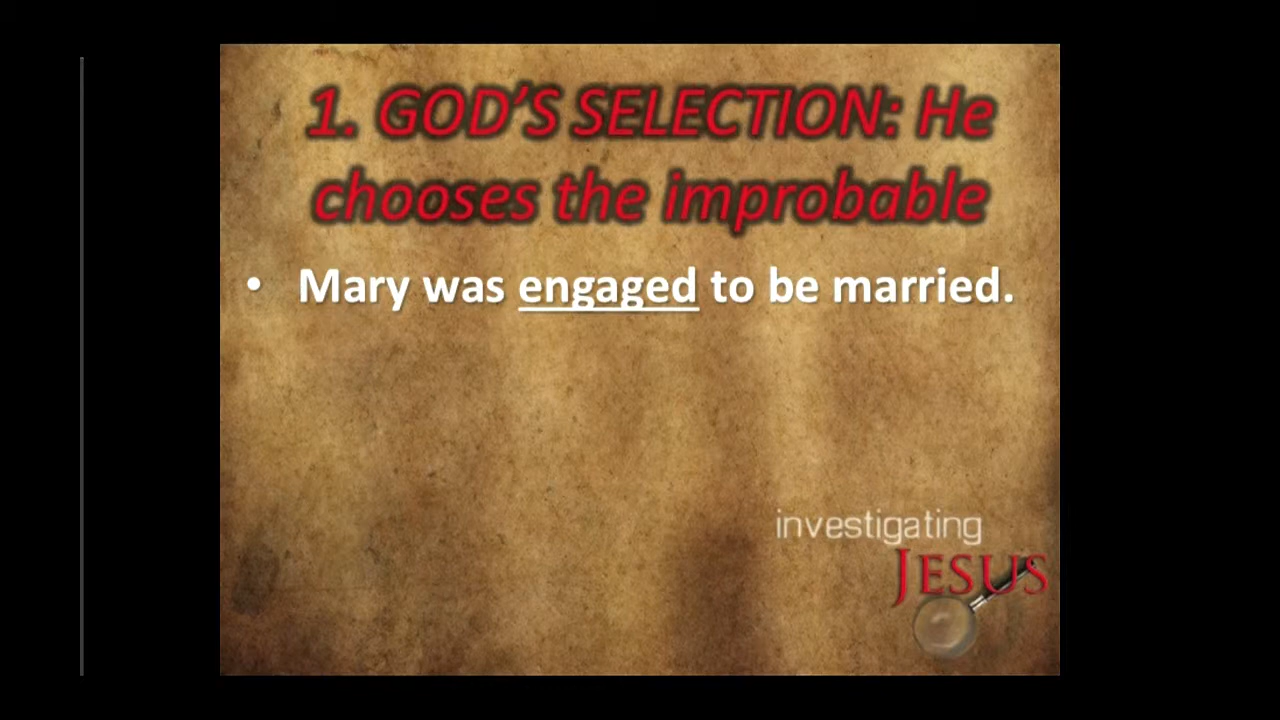 1. GOD’S SELECTION: He
chooses the improbable
• Mary was engaged to be married.
investigating
JESUS